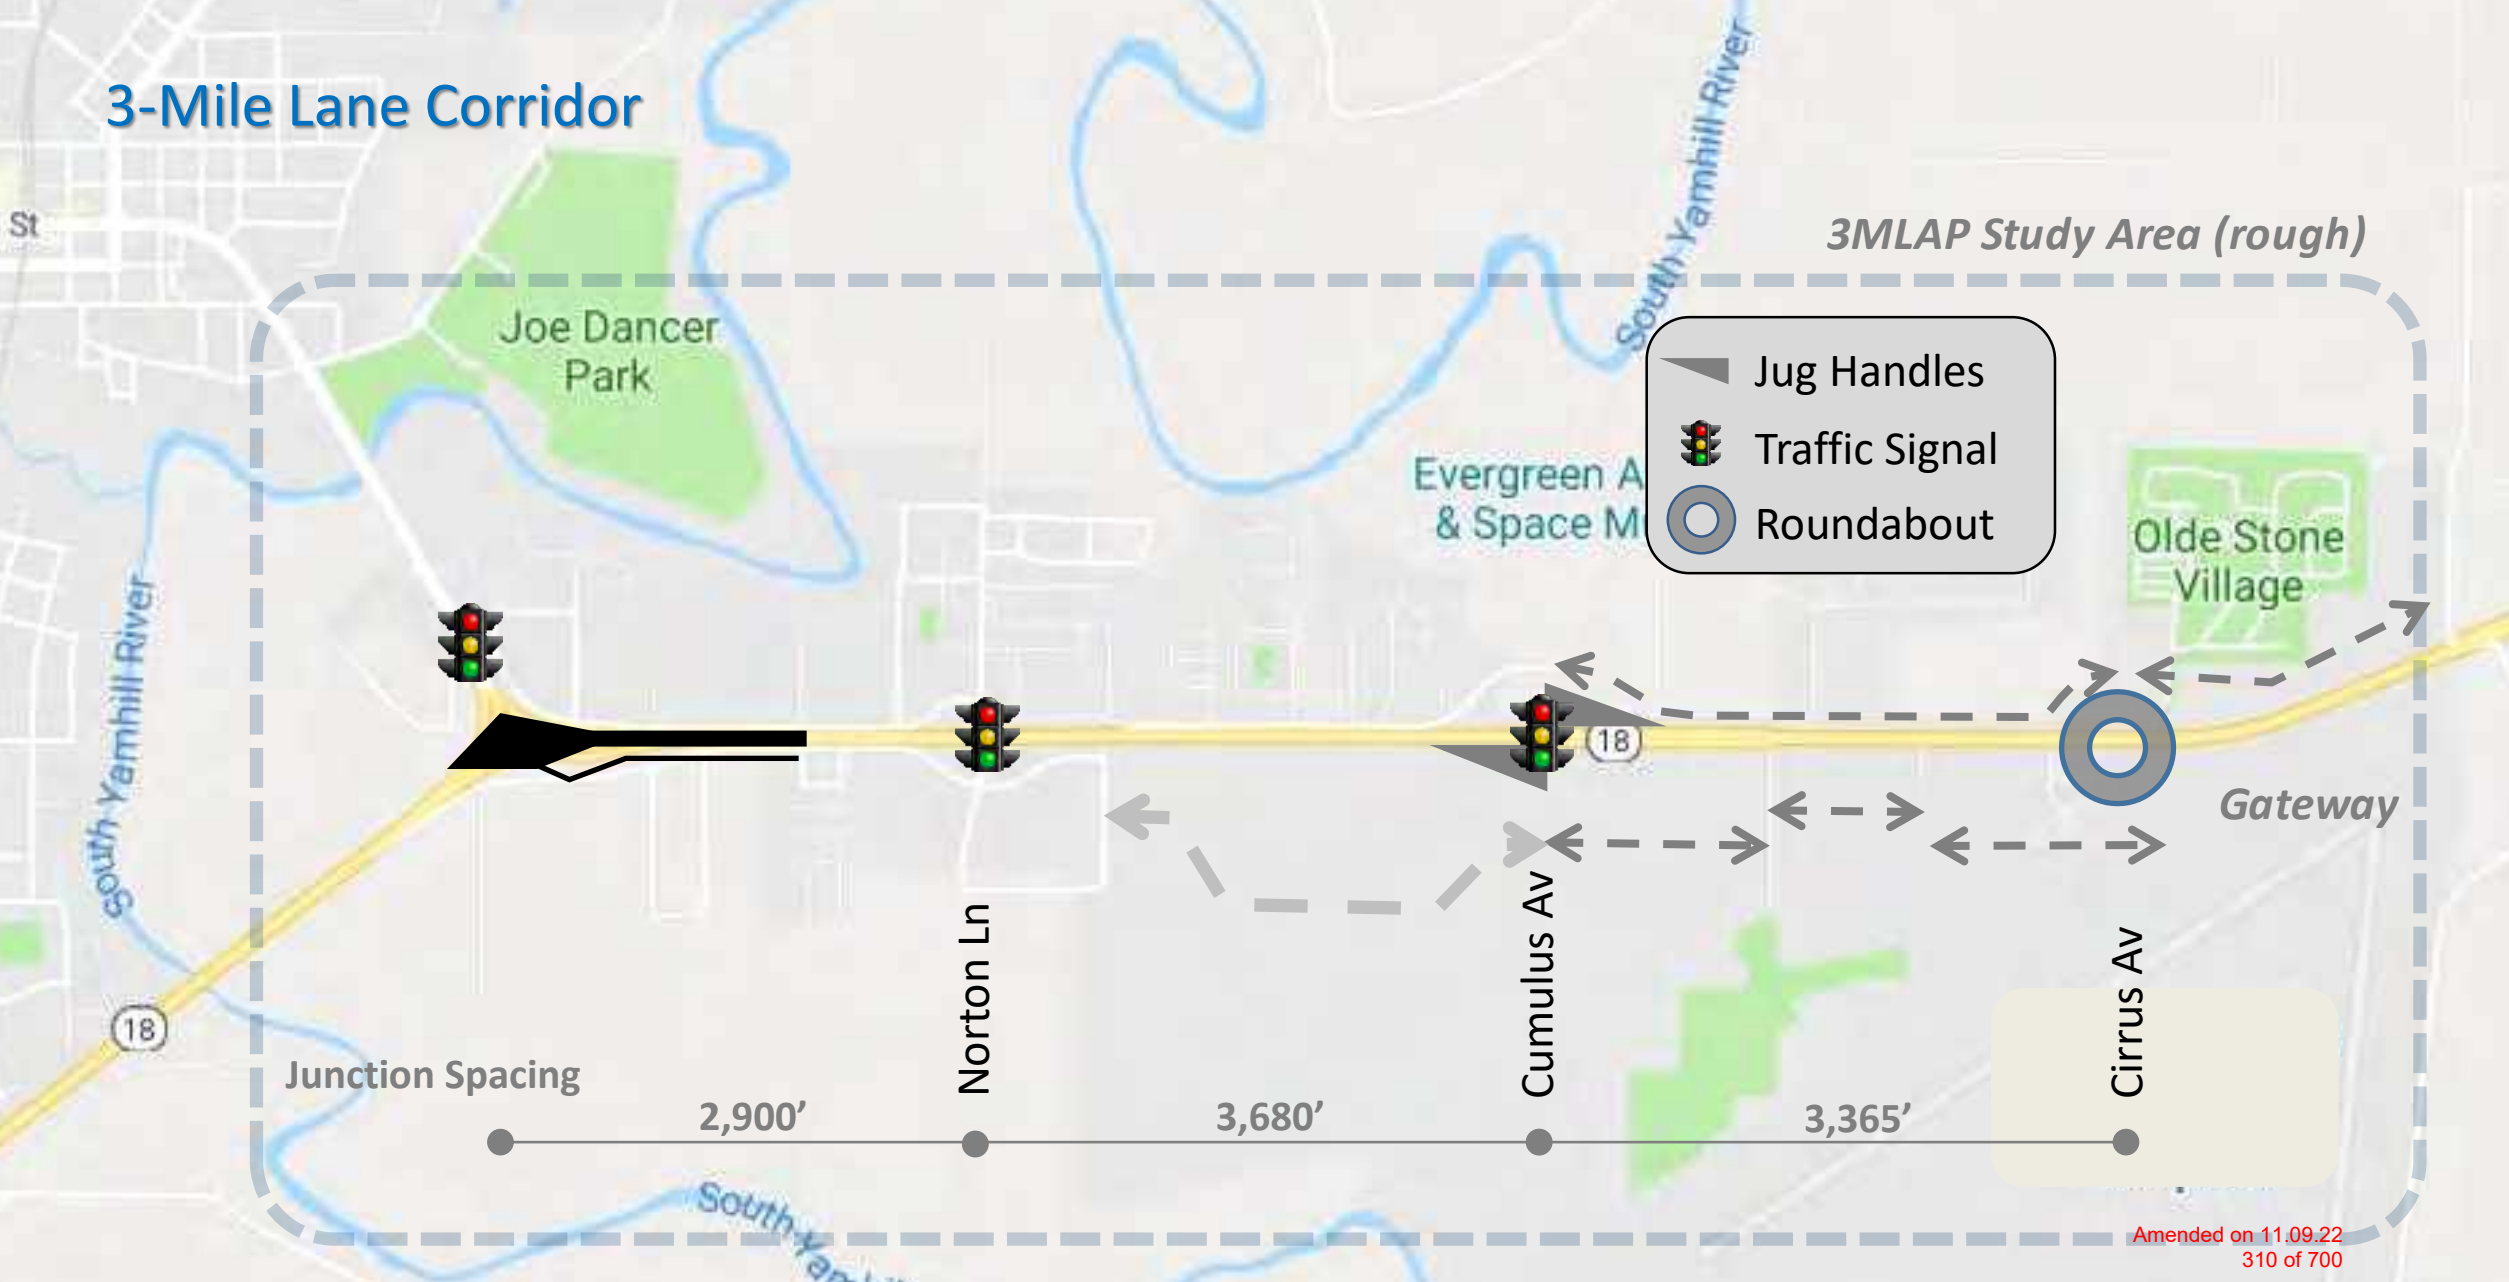 3-Mile Lane Corridor
St
South Yamhill River
3MLAP Study Area (rough)
Joe Dancer
Park
Jug Handles
Traffic Signal
Roundabout
Evergreen A
& Space M
Olde Stone
Village
South Yamhill River
18
Gateway
18
Norton Ln
Cumulus Av
Cirrus Av
Junction Spacing
2,900’
3,680’
3,365’
South Yamhill
Amended on 11.09.22
310 of 700